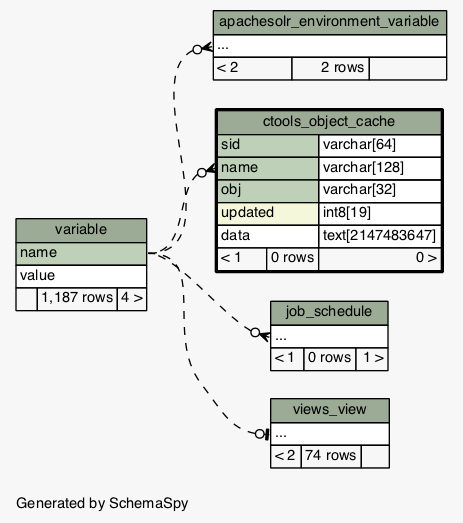 apachesolr_environment_variable
...
< 2 2 rows
ctools_object_cache
sid varchar[64]
name varchar[128]
obj varchar[32]
updated int8[19]
data text[2147483647]
< 1 0 rows 0 >
variable
name
value
1,187 rows 4 >
job_schedule
...
< 1 0 rows 1 >
views_view
...
< 2 74 rows
Generated by SchemaSpy